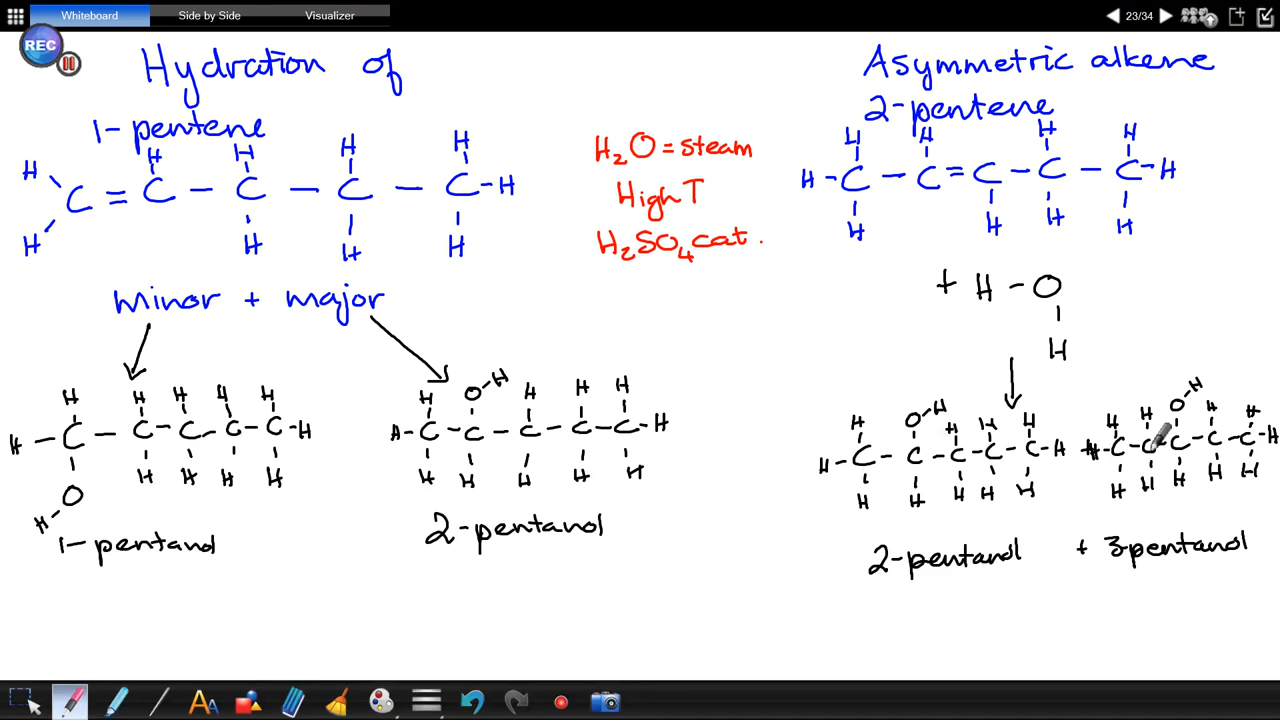 Whiteboard Side by Side Visualizer 23/34
REC
Hydration of
1-pentene
H H H H H
C = C - C - C - C - H
H H H H
minor + major
H H H H H
H - C - C - C - C - C - H
O H H H H
H
1-pentanol
H O-H H H H
H - C - C - C - C - C - H
H H H H H
2-pentanol
H2O = steam
High T
H2SO4 cat.
Asymmetric alkene
2-pentene
H H H H
H - C - C = C - C - C - H
H H H H
+ H - O
H
H O-H H H H
H - C - C - C - C - C - H
H H H H H
2-pentanol
H H O-H H H
H - C - C - C - C - C - H
H H H H H
+ 3-pentanol